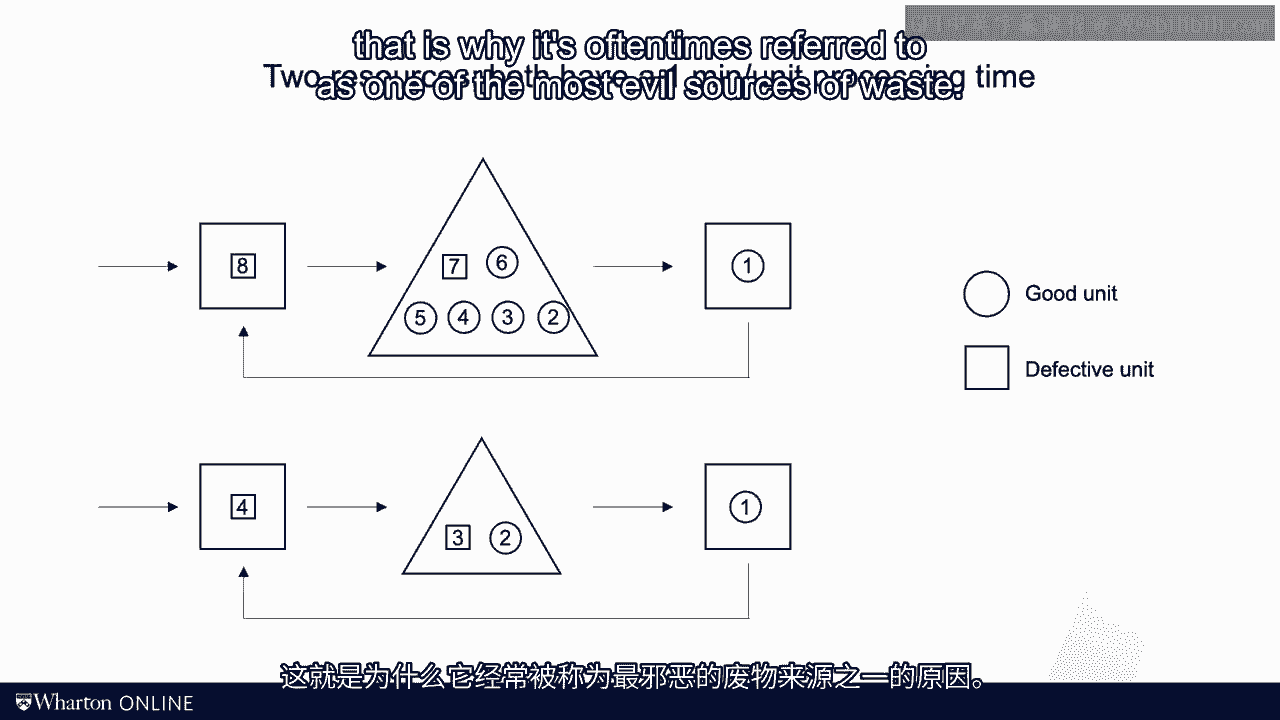 that is why it's oftentimes referred to
Two resources, both have a 1 min/unit processing time
as one of the most evil sources of waste.
8
7 6
5 4 3 2
1
Good unit
Defective unit
4
3 2
1
这就是为什么它经常被称为最邪恶的废物来源之一的原因。
Wharton ONLINE